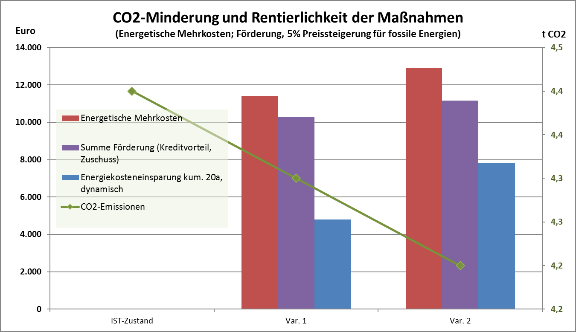 CO2-Minderung und Rentierlichkeit der Maßnahmen
(Energetische Mehrkosten; Förderung, 5% Preissteigerung für fossile Energien)
Euro
t CO2
14.000
12.000
10.000
8.000
6.000
4.000
2.000
0
Energetische Mehrkosten
Summe Förderung (Kreditvorteil,
Zuschuss)
Energiekosteneinsparung kum. 20a,
dynamisch
CO2-Emissionen
4,5
4,4
4,4
4,3
4,3
4,2
4,2
IST-Zustand
Var. 1
Var. 2